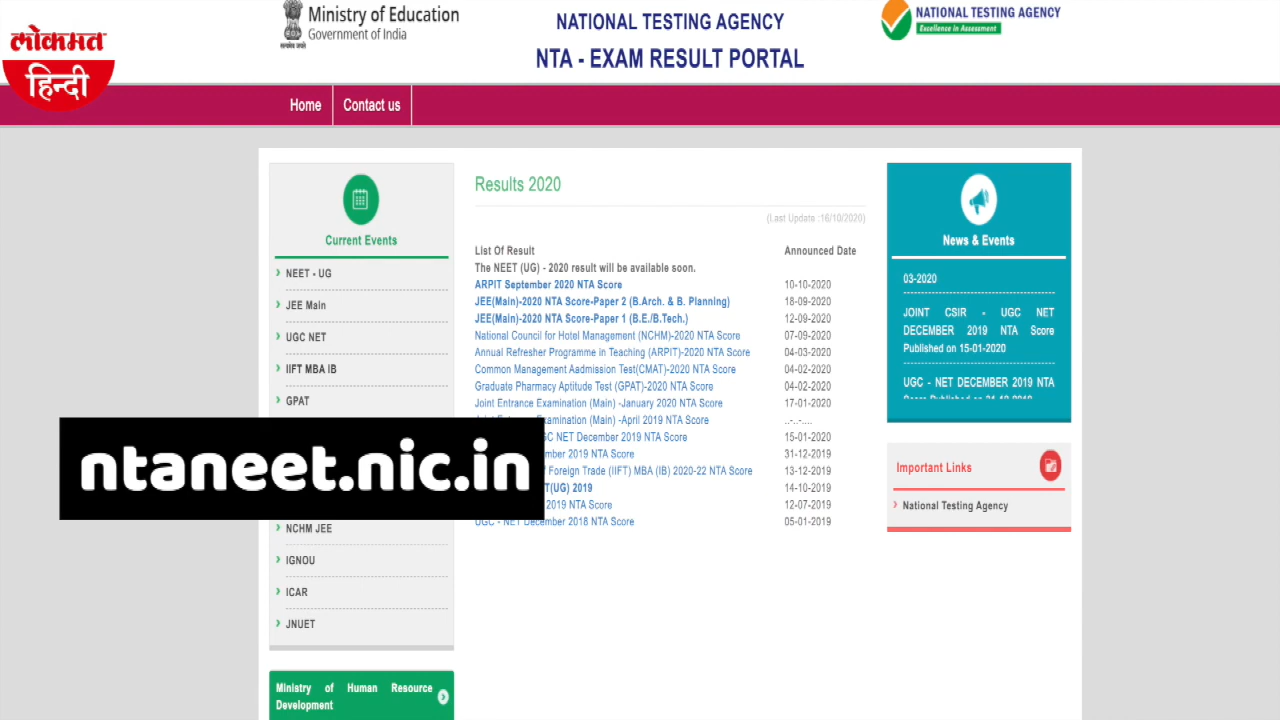 लोकमत
हिन्दी
सत्यमेव जयते
Ministry of Education
Government of India
NATIONAL TESTING AGENCY
NTA - EXAM RESULT PORTAL
NATIONAL TESTING AGENCY
Excellence in Assessment
Home
Contact us
Current Events
NEET - UG
JEE Main
UGC NET
IIFT MBA IB
GPAT
NCHM JEE
IGNOU
ICAR
JNUET
Ministry of Human Resource
Development
Results 2020
(Last Update :16/10/2020)
List Of Result Announced Date
The NEET (UG) - 2020 result will be available soon.
ARPIT September 2020 NTA Score 10-10-2020
JEE(Main)-2020 NTA Score-Paper 2 (B.Arch. & B. Planning) 18-09-2020
JEE(Main)-2020 NTA Score-Paper 1 (B.E./B.Tech.) 12-09-2020
National Council for Hotel Management (NCHM)-2020 NTA Score 07-09-2020
Annual Refresher Programme in Teaching (ARPIT)-2020 NTA Score 04-03-2020
Common Management Aadmission Test(CMAT)-2020 NTA Score 04-02-2020
Graduate Pharmacy Aptitude Test (GPAT)-2020 NTA Score 04-02-2020
Joint Entrance Examination (Main) -January 2020 NTA Score 17-01-2020
Examination (Main) -April 2019 NTA Score ..-..-....
NET December 2019 NTA Score 15-01-2020
2019 NTA Score 31-12-2019
Foreign Trade (IIFT) MBA (IB) 2020-22 NTA Score 13-12-2019
2019 14-10-2019
2019 NTA Score 12-07-2019
UGC - NET December 2018 NTA Score 05-01-2019
ntaneet.nic.in
News & Events
03-2020
JOINT CSIR - UGC NET
DECEMBER 2019 NTA Score
Published on 15-01-2020
UGC - NET DECEMBER 2019 NTA
Score Published on 31-12-2019
Important Links
National Testing Agency